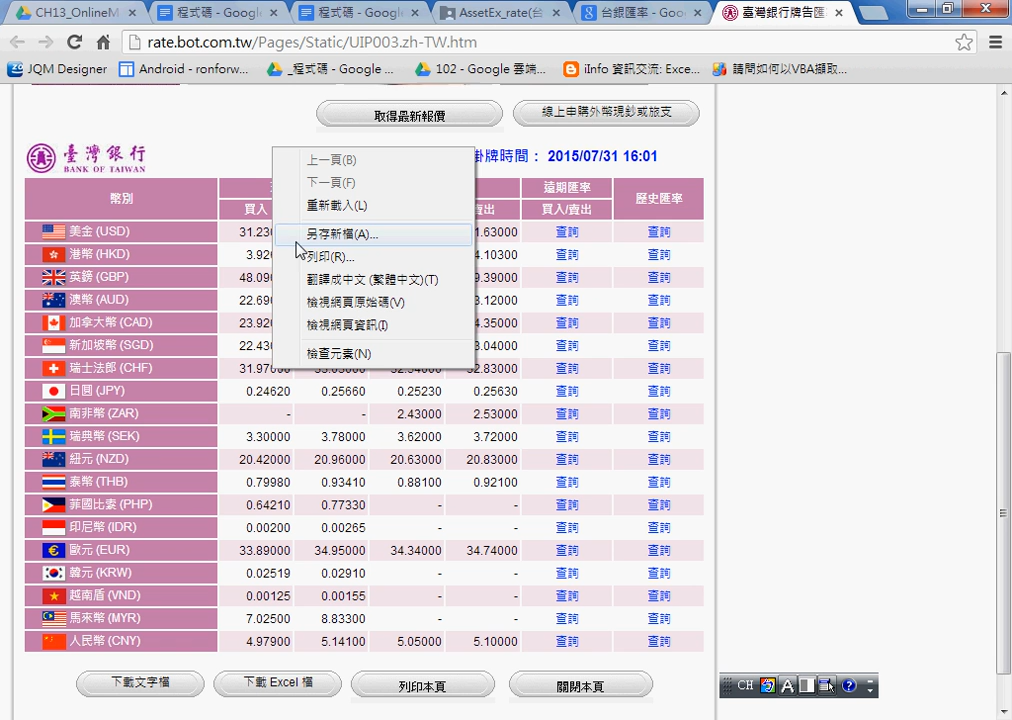 CH13_OnlineM
程式碼 - Googl
程式碼 - Googl
AssetEx_rate(台
台銀匯率 - Goo
臺灣銀行牌告匯
rate.bot.com.tw/Pages/Static/UIP003.zh-TW.htm
JQM Designer
Android - ronforw...
_程式碼 - Google ...
102 - Google 雲端...
iInfo 資訊交流: Exce...
請問如何以VBA擷取...
取得最新報價
線上申購外幣現鈔或旅支
臺灣銀行
BANK OF TAIWAN
掛牌時間： 2015/07/31 16:01
幣別
遠期匯率
歷史匯率
買入
賣出
買入/賣出
美金 (USD) 31.23 1.63000 查詢 查詢
港幣 (HKD) 3.92 4.10300 查詢 查詢
英鎊 (GBP) 48.09 9.39000 查詢 查詢
澳幣 (AUD) 22.69 3.12000 查詢 查詢
加拿大幣 (CAD) 23.92 4.35000 查詢 查詢
新加坡幣 (SGD) 22.43 3.04000 查詢 查詢
瑞士法郎 (CHF) 31.97 2.83000 查詢 查詢
日圓 (JPY) 0.24620 0.25660 0.25230 0.25630 查詢 查詢
南非幣 (ZAR) - - 2.43000 2.53000 查詢 查詢
瑞典幣 (SEK) 3.30000 3.78000 3.62000 3.72000 查詢 查詢
紐元 (NZD) 20.42000 20.96000 20.63000 20.83000 查詢 查詢
泰幣 (THB) 0.79980 0.93410 0.88100 0.92100 查詢 查詢
菲國比索 (PHP) 0.64210 0.77330 - - 查詢 查詢
印尼幣 (IDR) 0.00200 0.00265 - - 查詢 查詢
歐元 (EUR) 33.89000 34.95000 34.34000 34.74000 查詢 查詢
韓元 (KRW) 0.02519 0.02910 - - 查詢 查詢
越南盾 (VND) 0.00125 0.00155 - - 查詢 查詢
馬來幣 (MYR) 7.02500 8.83300 - - 查詢 查詢
人民幣 (CNY) 4.97900 5.14100 5.05000 5.10000 查詢 查詢
上一頁(B)
下一頁(F)
重新載入(L)
另存新檔(A)...
列印(R)...
翻譯成中文 (繁體中文)(T)
檢視網頁原始碼(V)
檢視網頁資訊(I)
檢查元素(N)
下載文字檔
下載 Excel 檔
列印本頁
關閉本頁
CH